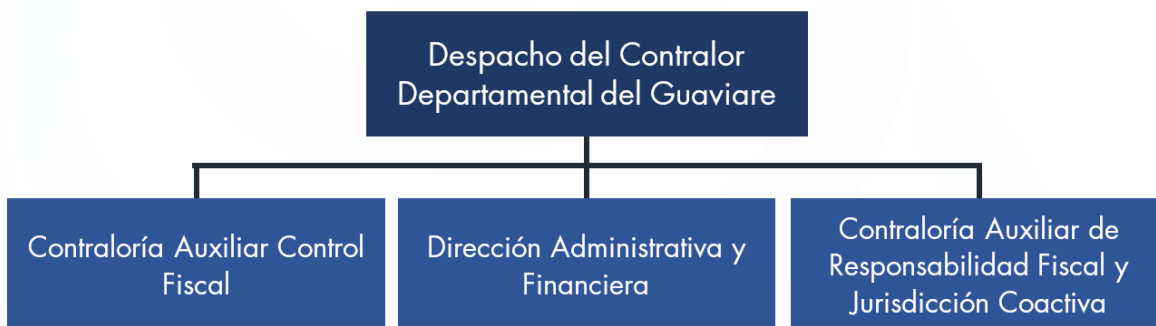 Despacho del Contralor
Departamental del Guaviare
Contraloría Auxiliar Control
Fiscal
Dirección Administrativa y
Financiera
Contraloría Auxiliar de
Responsabilidad Fiscal y
Jurisdicción Coactiva